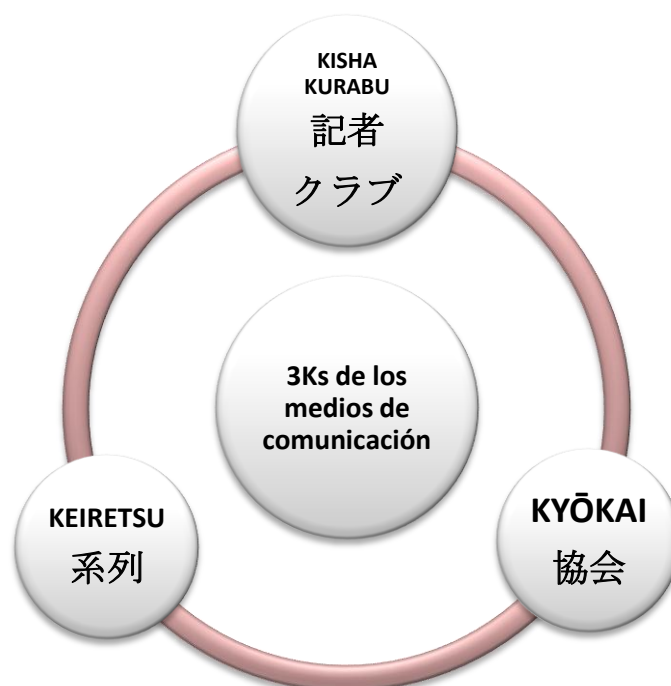 KISHA
KURABU
記者
クラブ
3Ks de los
medios de
comunicación
KEIRETSU
系列
KYŌKAI
協会